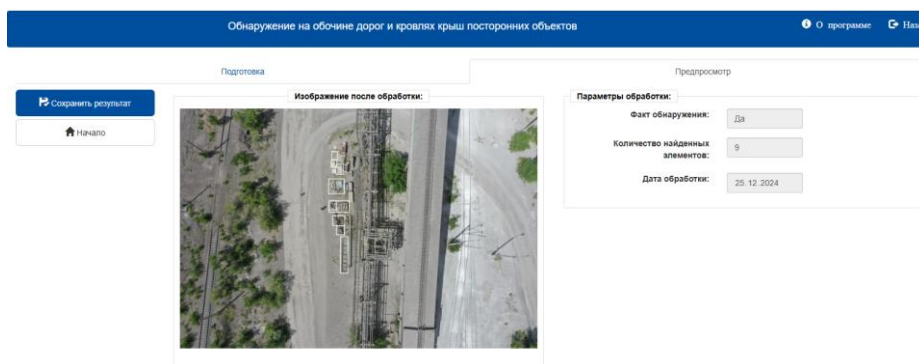 Обнаружение на обочине дорог и кровлях крыш посторонних объектов
О программе
Подготовка
Предпросмотр
Сохранить результат
Начало
Изображение после обработки:
Параметры обработки:
Факт обнаружения:
Да
Количество найденных
элементов:
9
Дата обработки:
25.12.2024